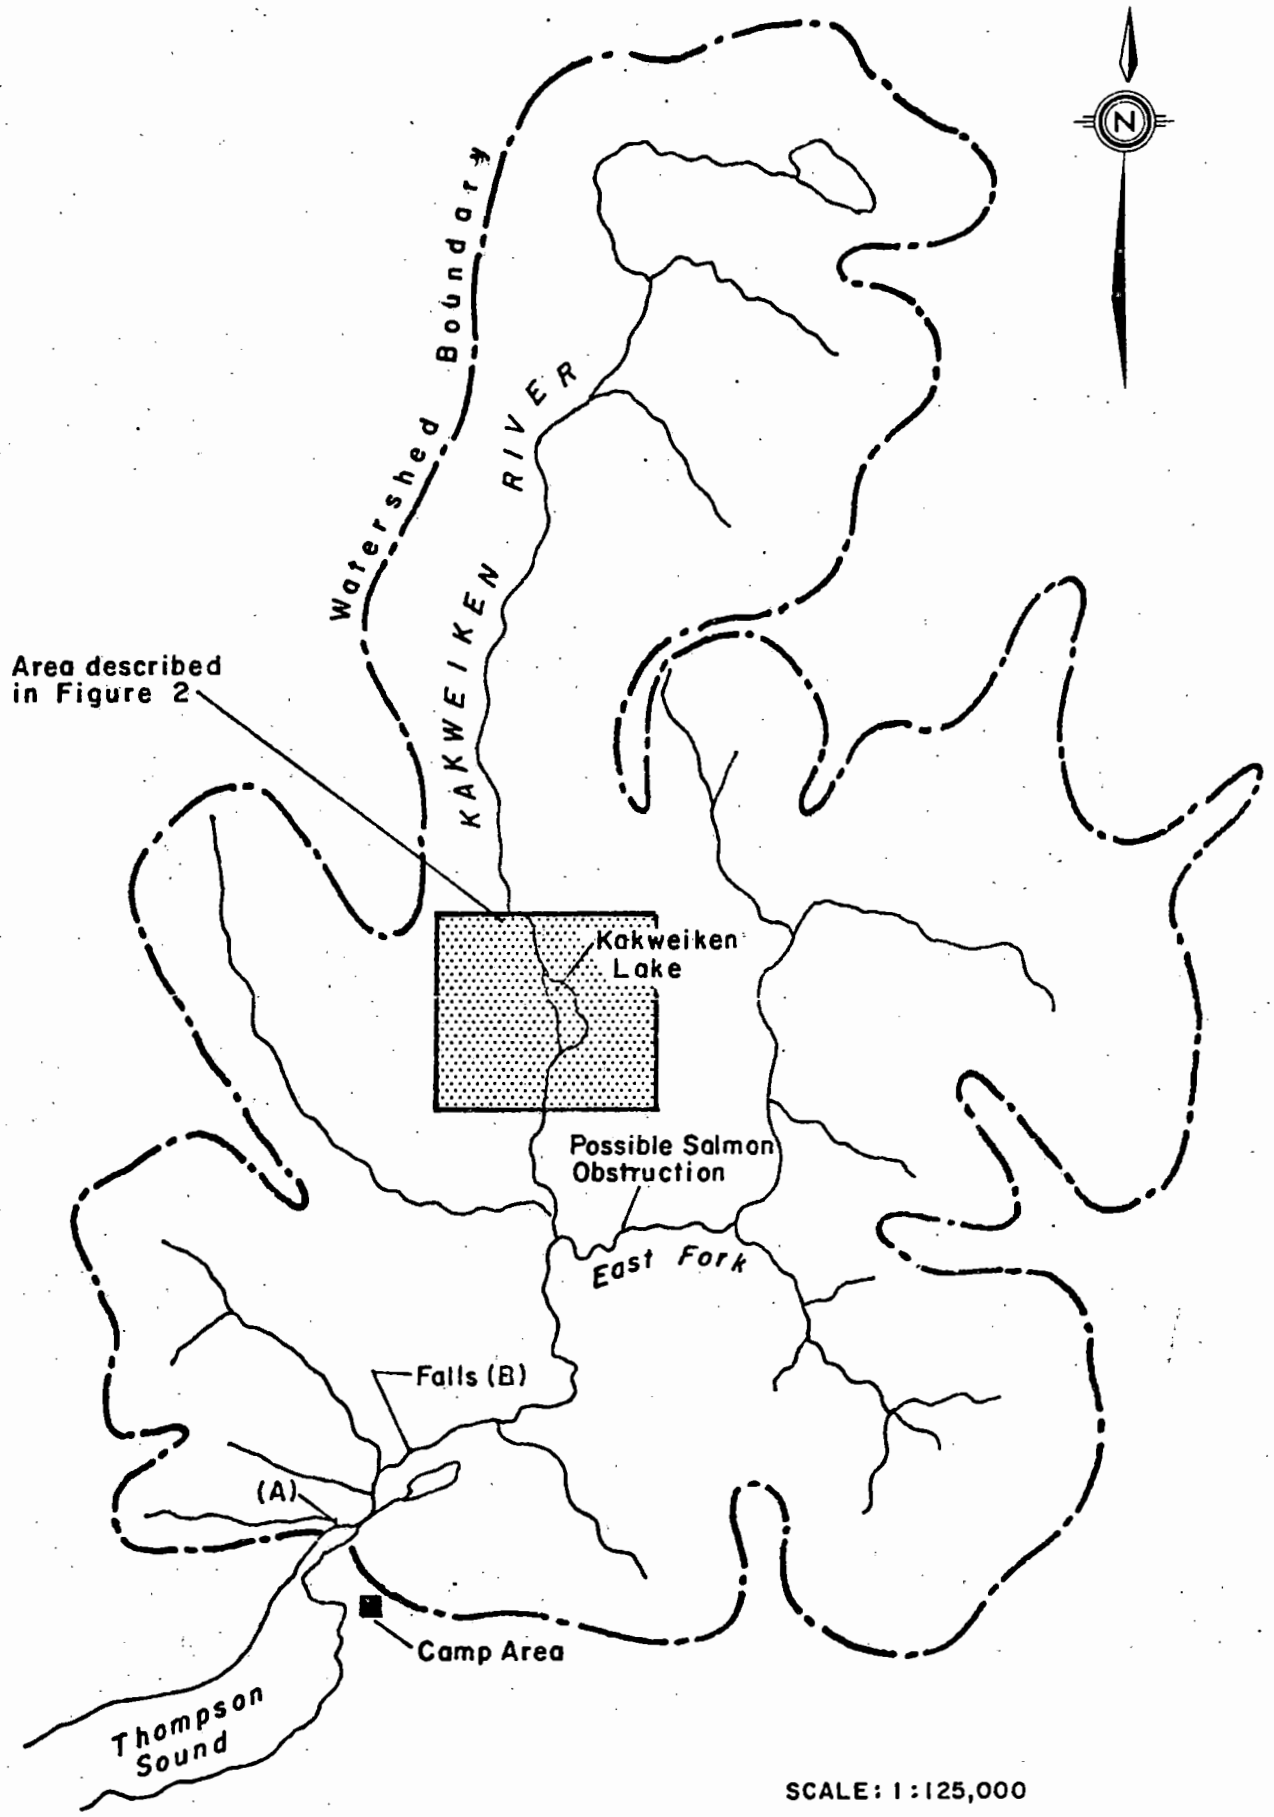 N
Watershed Boundary
KAKWEIKEN RIVER
Area described
in Figure 2
Kakweiken
Lake
Possible Salmon
Obstruction
East Fork
Falls (B)
(A)
Camp Area
Thompson
Sound
SCALE: 1:125,000